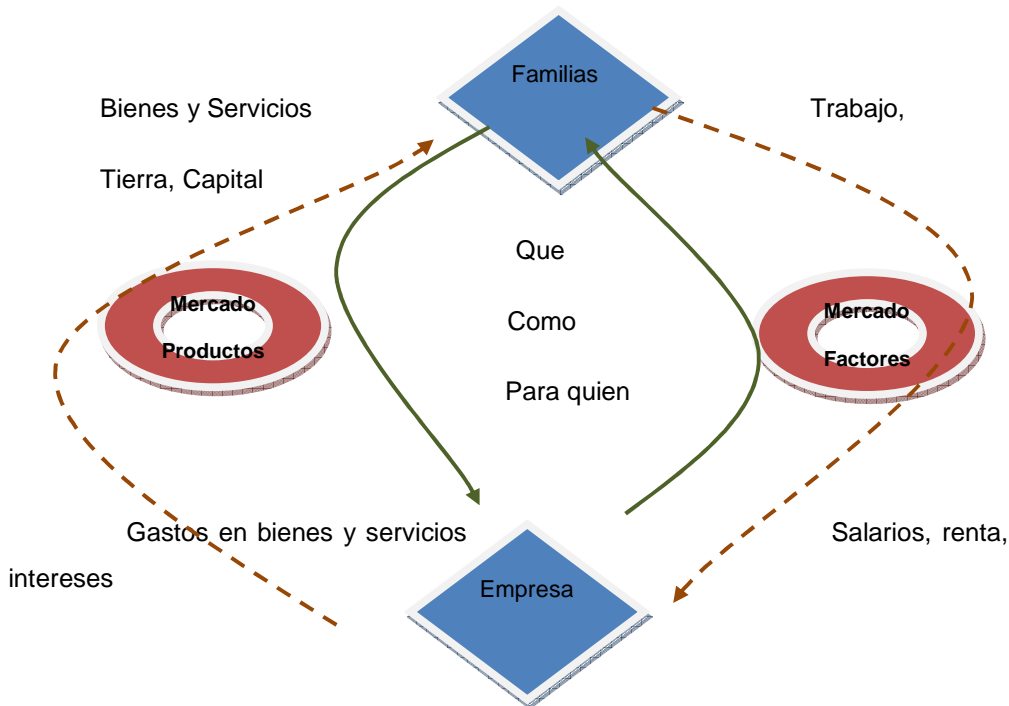 Familias
Bienes y Servicios Trabajo,
Tierra, Capital
Que
Mercado
Productos
Como
Mercado
Factores
Para quien
Gastos en bienes y servicios Salarios, renta,
intereses
Empresa